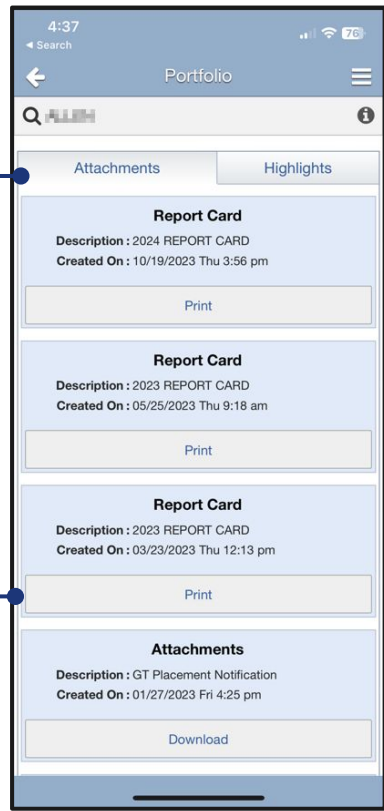 4:37
◂ Search
76
Portfolio
Attachments
Highlights
Report Card
Description : 2024 REPORT CARD
Created On : 10/19/2023 Thu 3:56 pm
Print
Report Card
Description : 2023 REPORT CARD
Created On : 05/25/2023 Thu 9:18 am
Print
Report Card
Description : 2023 REPORT CARD
Created On : 03/23/2023 Thu 12:13 pm
Print
Attachments
Description : GT Placement Notification
Created On : 01/27/2023 Fri 4:25 pm
Download